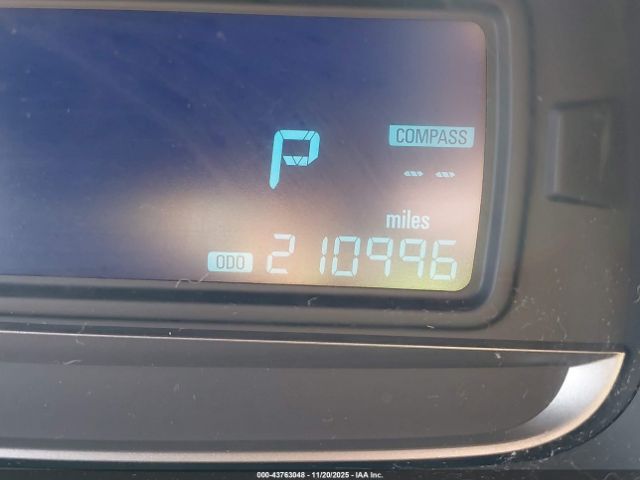 P
COMPASS
--
miles
ODO 210996
000-43763048 - 11/20/2025 - IAA Inc.